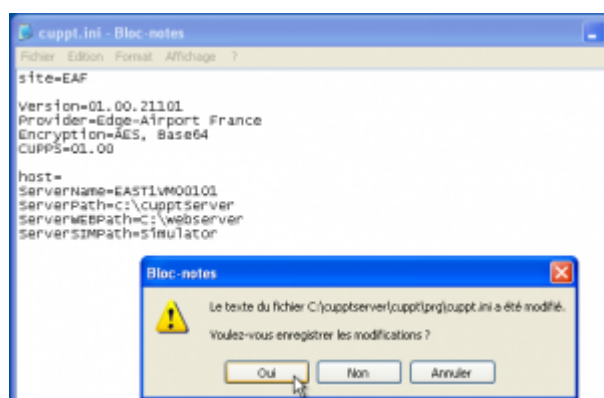 cuppt.ini - Bloc-notes
Fichier Edition Format Affichage ?
site=EAF
Version=01.00.21101
Provider=Edge-Airport France
Encryption=AES, Base64
CUPPS=01.00
host=
ServerName=EAST1VM00101
ServerPath=c:\cupptServer
ServerWEBPath=C:\webserver
ServerSIMPath=Simulator
Bloc-notes
Le texte du fichier C:\cupptserver\cuppt\prg\cuppt.ini a été modifié.
Voulez-vous enregistrer les modifications ?
Oui Non Annuler